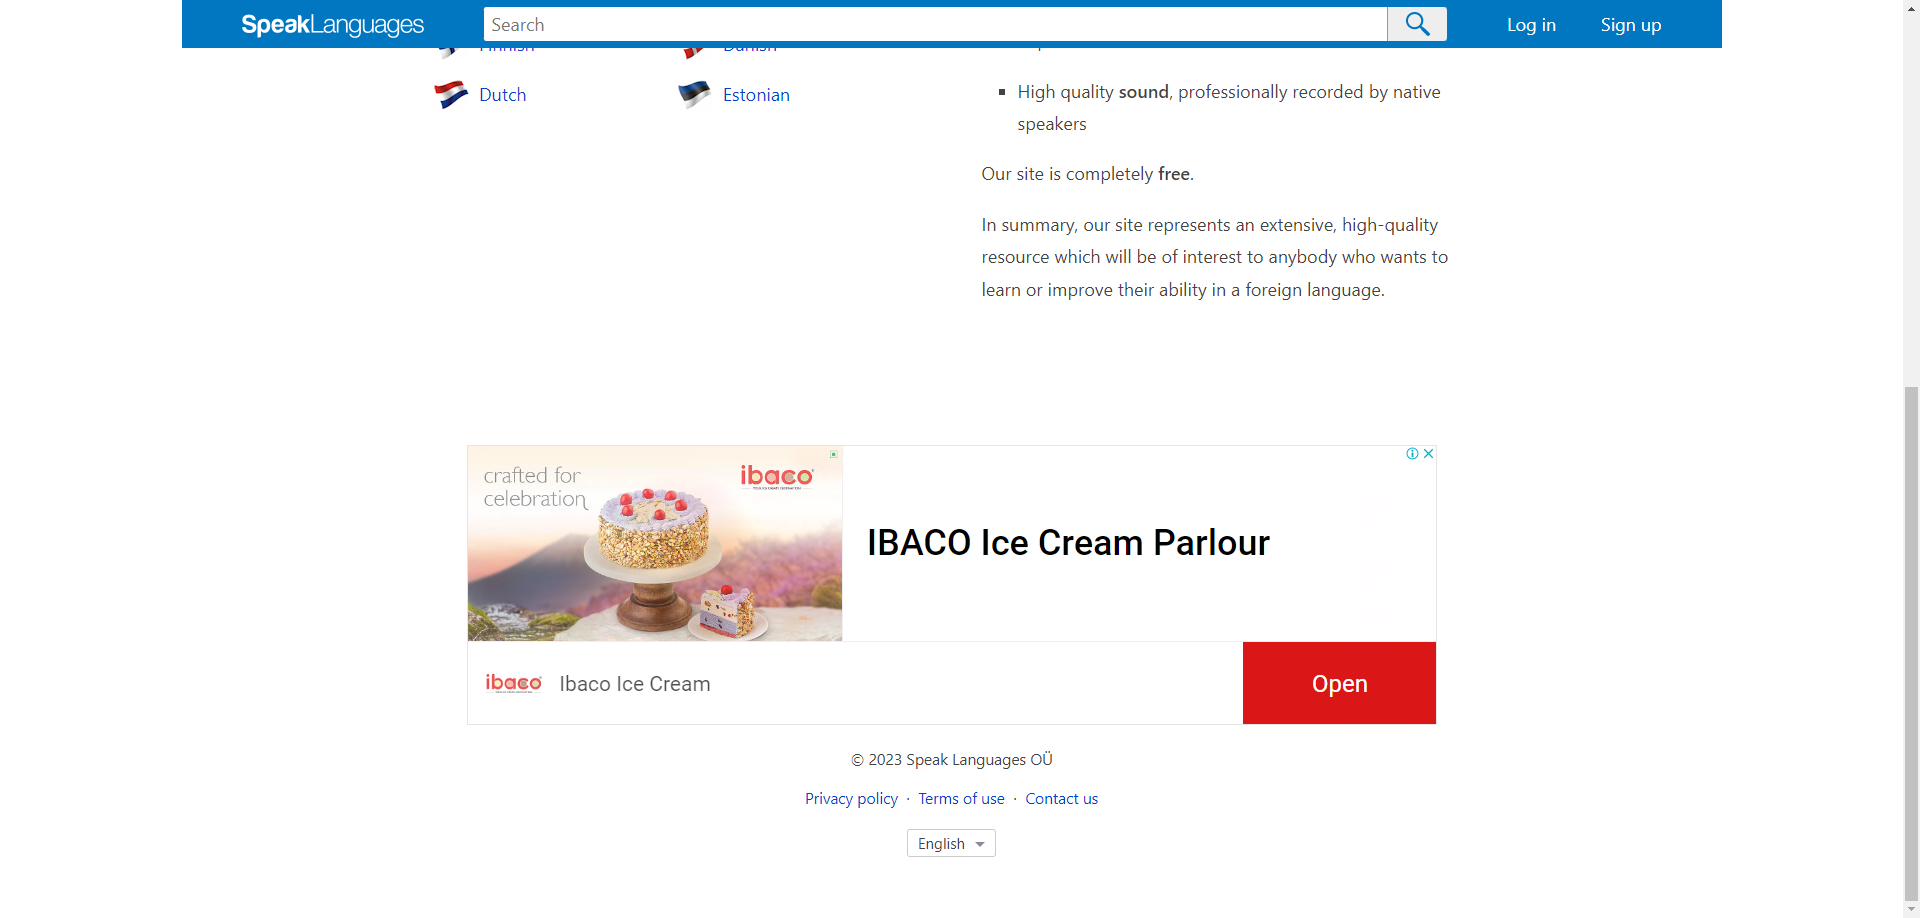 SpeakLanguages
Search
Log in
Sign up
Finnish
Danish
Dutch
Estonian
High quality sound, professionally recorded by native
speakers
Our site is completely free.
In summary, our site represents an extensive, high-quality
resource which will be of interest to anybody who wants to
learn or improve their ability in a foreign language.
crafted for
celebration
ibaco
IBACO Ice Cream Parlour
ibaco
Ibaco Ice Cream
Open
© 2023 Speak Languages OÜ
Privacy policy · Terms of use · Contact us
English